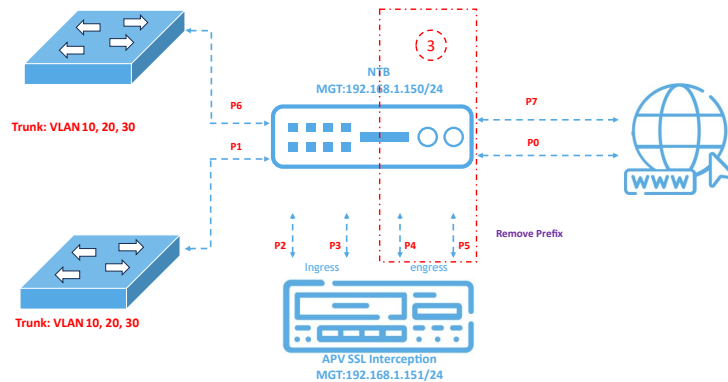 3
NTB
MGT:192.168.1.150/24
P6
P7
Trunk: VLAN 10, 20, 30
P1
P0
WWW
P2
P3
P4
P5
Remove Prefix
Ingress
engress
Trunk: VLAN 10, 20, 30
APV SSL Interception
MGT:192.168.1.151/24